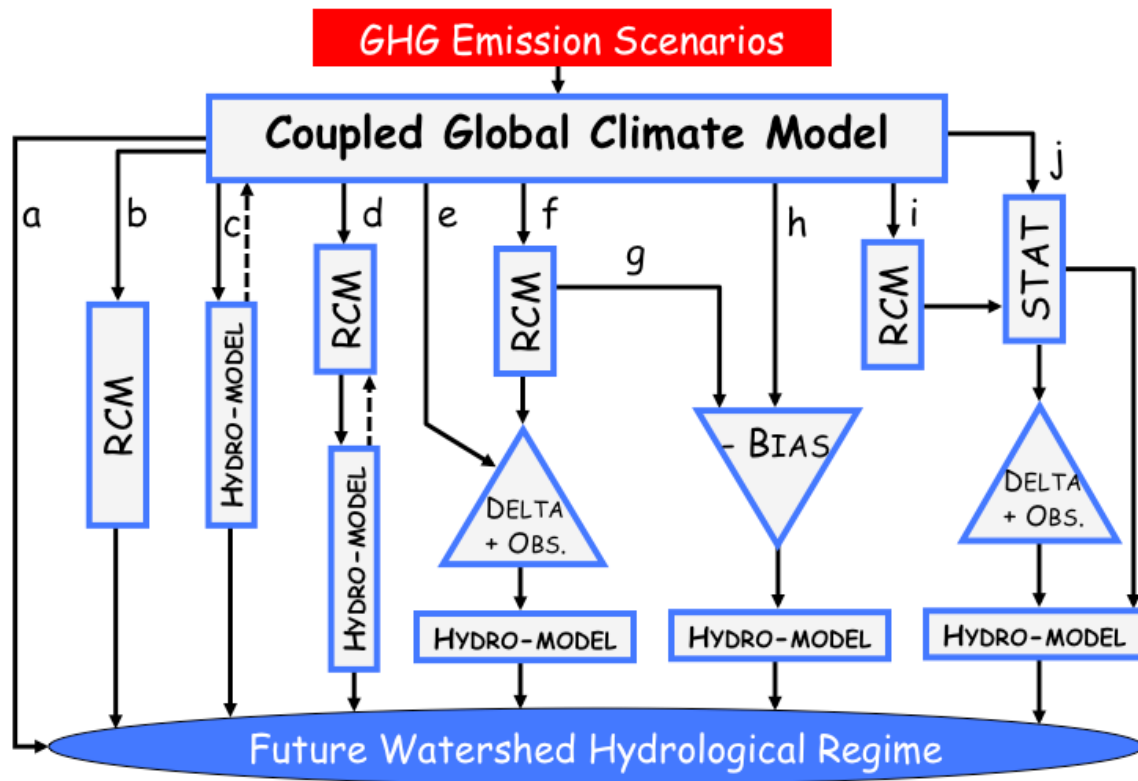 GHG Emission Scenarios
Coupled Global Climate Model
a
b
c
d
e
f
g
h
i
j
RCM
HYDRO-MODEL
RCM
HYDRO-MODEL
RCM
DELTA
+ OBS.
HYDRO-MODEL
- BIAS
HYDRO-MODEL
RCM
STAT
DELTA
+ OBS.
HYDRO-MODEL
Future Watershed Hydrological Regime